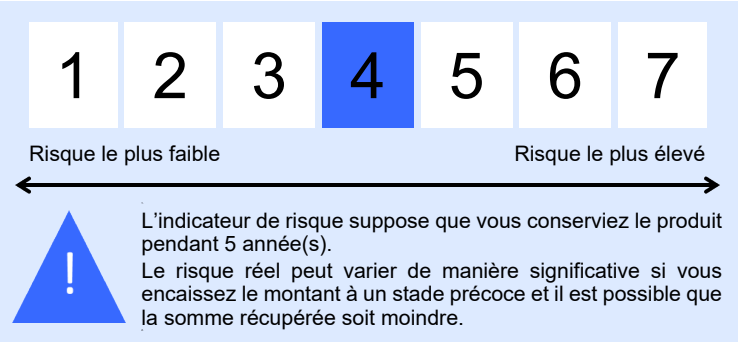 1 2 3 4 5 6 7
Risque le plus faible Risque le plus élevé
L’indicateur de risque suppose que vous conserviez le produit
pendant 5 année(s).
Le risque réel peut varier de manière significative si vous
encaissez le montant à un stade précoce et il est possible que
la somme récupérée soit moindre.
!